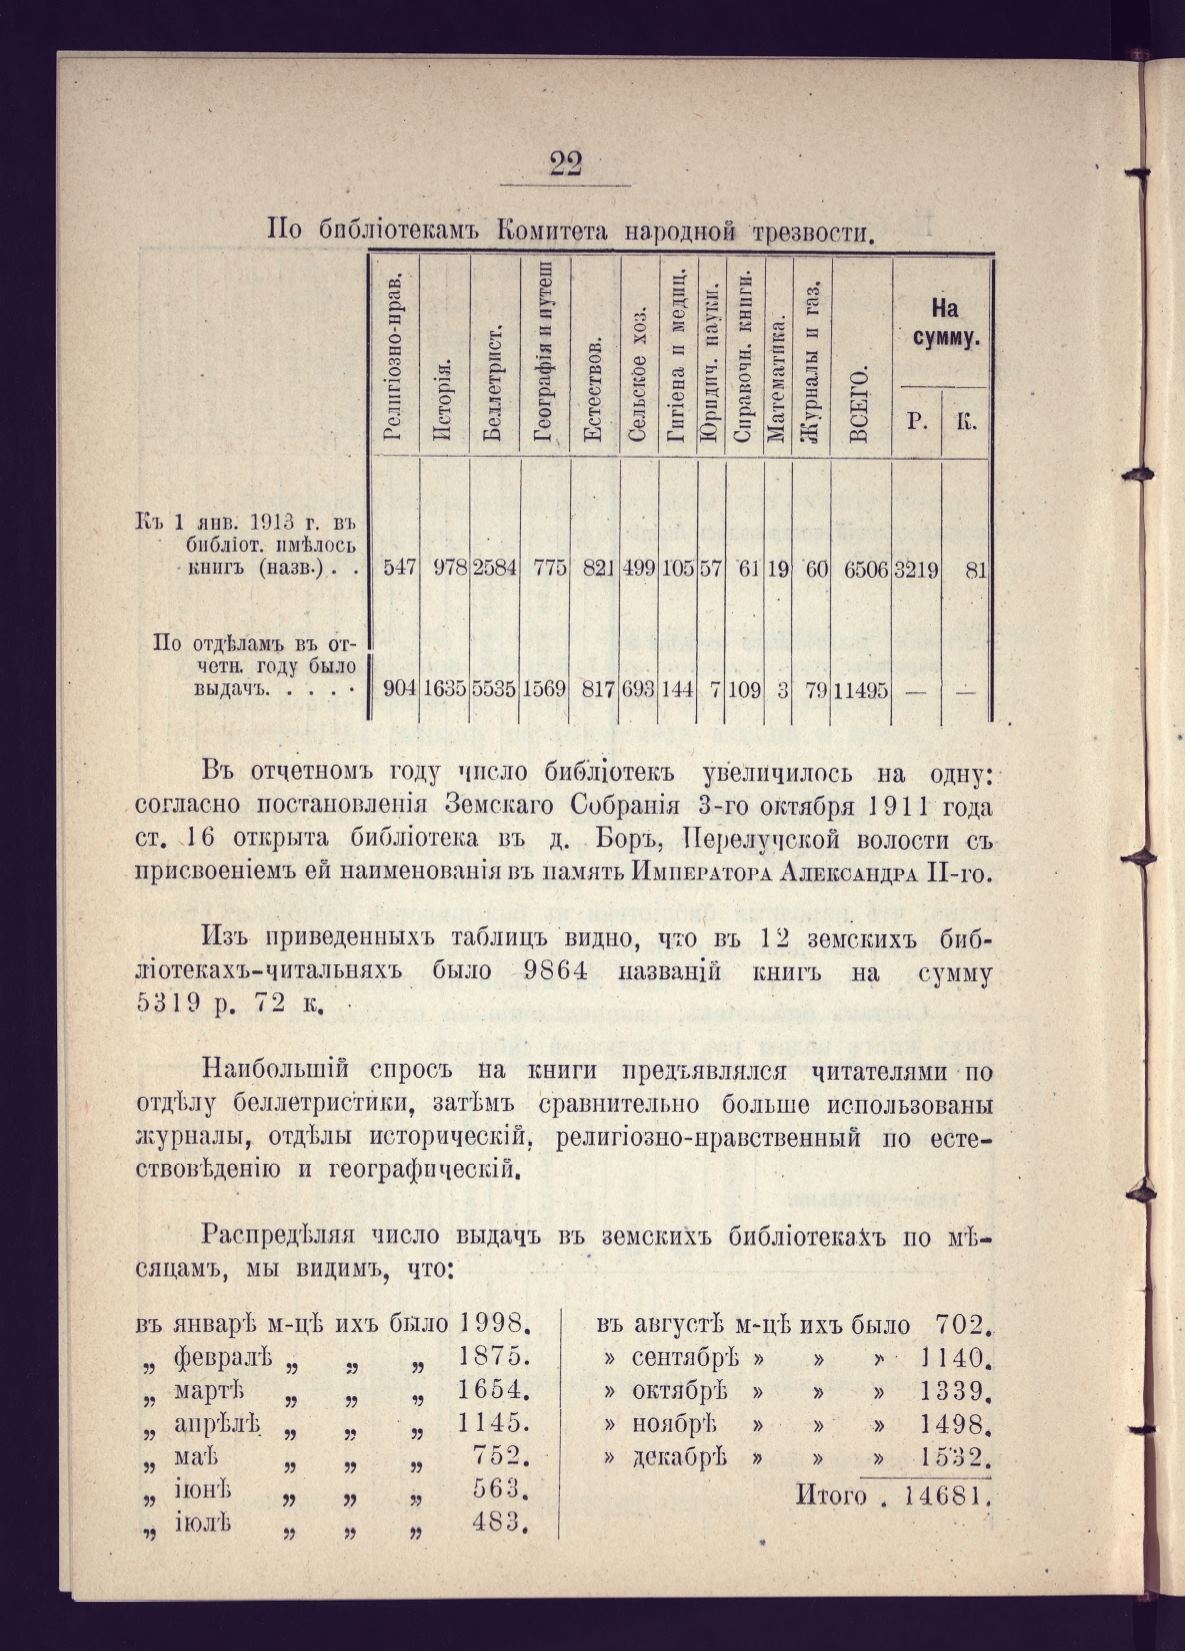 22
По библіотекамъ Комитета народной трезвости.
Религіозно-нрав. Исторія. Беллетрист. Географія и путеш Естествов. Сельское хоз. Гигіена и медиц. Юридич. науки. Справочн. книги. Математика. Журналы и газ. ВСЕГО. На
сумму.
Р. К.
Къ 1 янв. 1913 г. въ
библіот. имѣлось
книгъ (назв.) . . 547 978 2584 775 821 499 105 57 61 19 60 6506 3219 81
По отдѣламъ въ от-
четн. году было
выдачъ. . . . . 904 1635 5535 1569 817 693 144 7 109 3 79 11495 — —
Въ отчетномъ году число библіотекъ увеличилось на одну:
согласно постановленія Земскаго Собранія 3-го октября 1911 года
ст. 16 открыта библіотека въ д. Боръ, Перелучской волости съ
присвоеніемъ ей наименованія въ память Императора Александра II-го.
Изъ приведенныхъ таблицъ видно, что въ 12 земскихъ биб-
ліотекахъ-читальняхъ было 9864 названій книгъ на сумму
5319 р. 72 к.
Наибольшій спросъ на книги предъявлялся читателями по
отдѣлу беллетристики, затѣмъ сравнительно больше использованы
журналы, отдѣлы историческій, религіозно-нравственный по есте-
ствовѣденію и географическій.
Распредѣляя число выдачъ въ земскихъ библіотекахъ по мѣ-
сяцамъ, мы видимъ, что:
въ январѣ м-цѣ ихъ было 1998.
„ февралѣ „ „ „ 1875.
„ мартѣ „ „ „ 1654.
„ апрѣлѣ „ „ „ 1145.
„ маѣ „ „ „ 752.
„ іюнѣ „ „ „ 563.
„ іюлѣ „ „ „ 483.
въ августѣ м-цѣ ихъ было 702.
» сентябрѣ » » » 1140.
» октябрѣ » » » 1339.
» ноябрѣ » » » 1498.
» декабрѣ » » » 1532.
Итого . 14681.